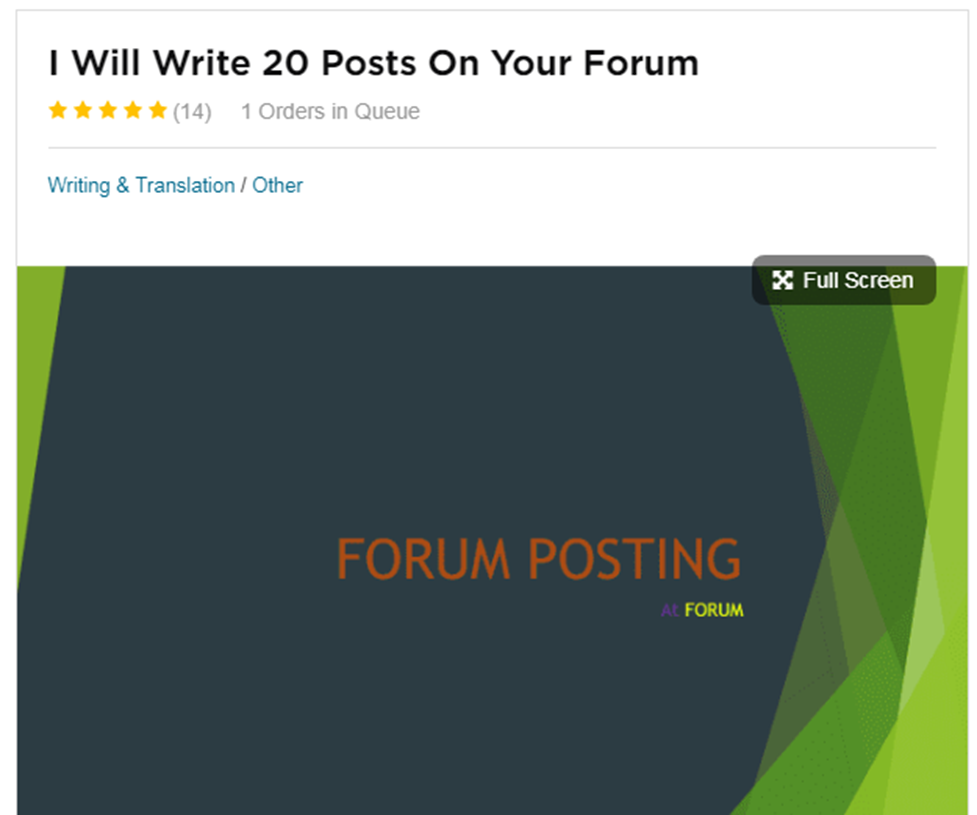 I Will Write 20 Posts On Your Forum
(14) 1 Orders in Queue
Writing & Translation / Other
Full Screen
FORUM POSTING
At FORUM